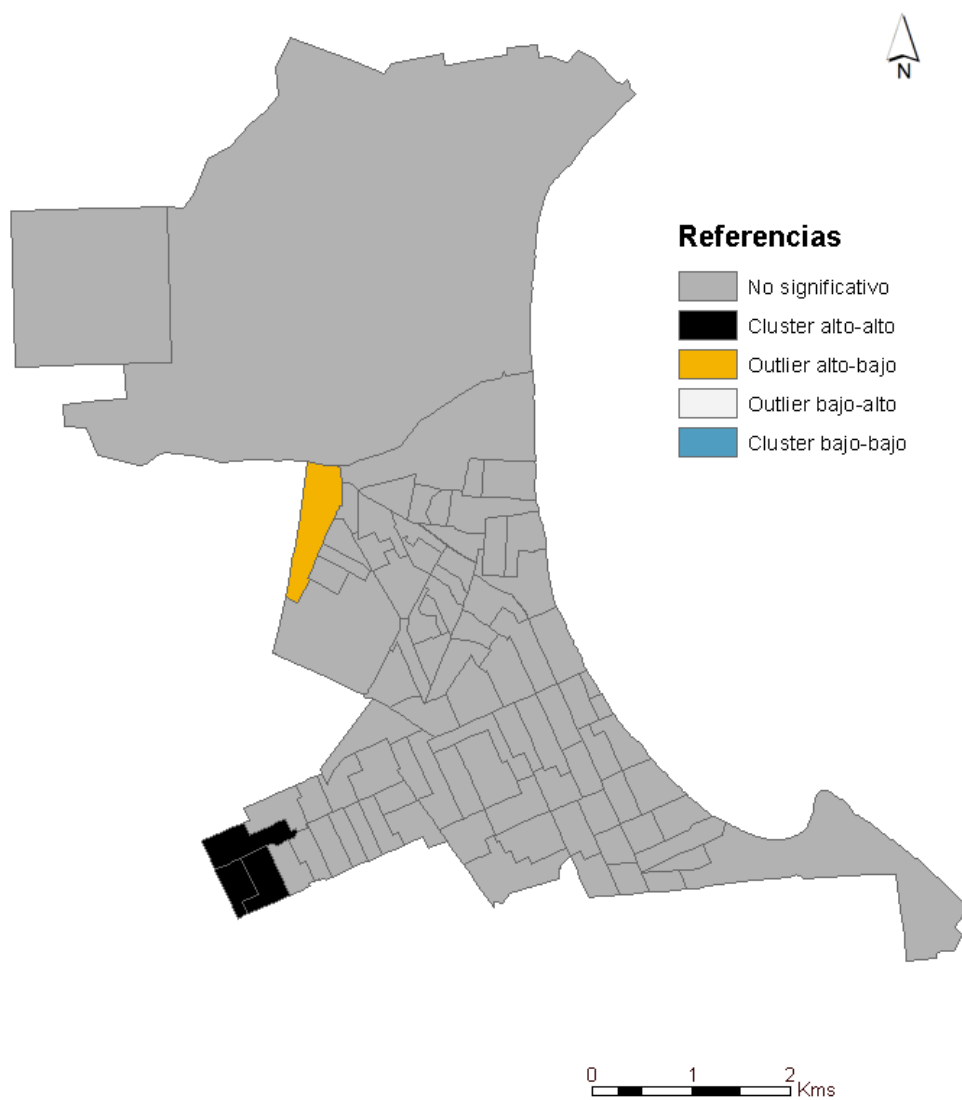 N
Referencias
No significativo
Cluster alto-alto
Outlier alto-bajo
Outlier bajo-alto
Cluster bajo-bajo
0 1 2
Kms